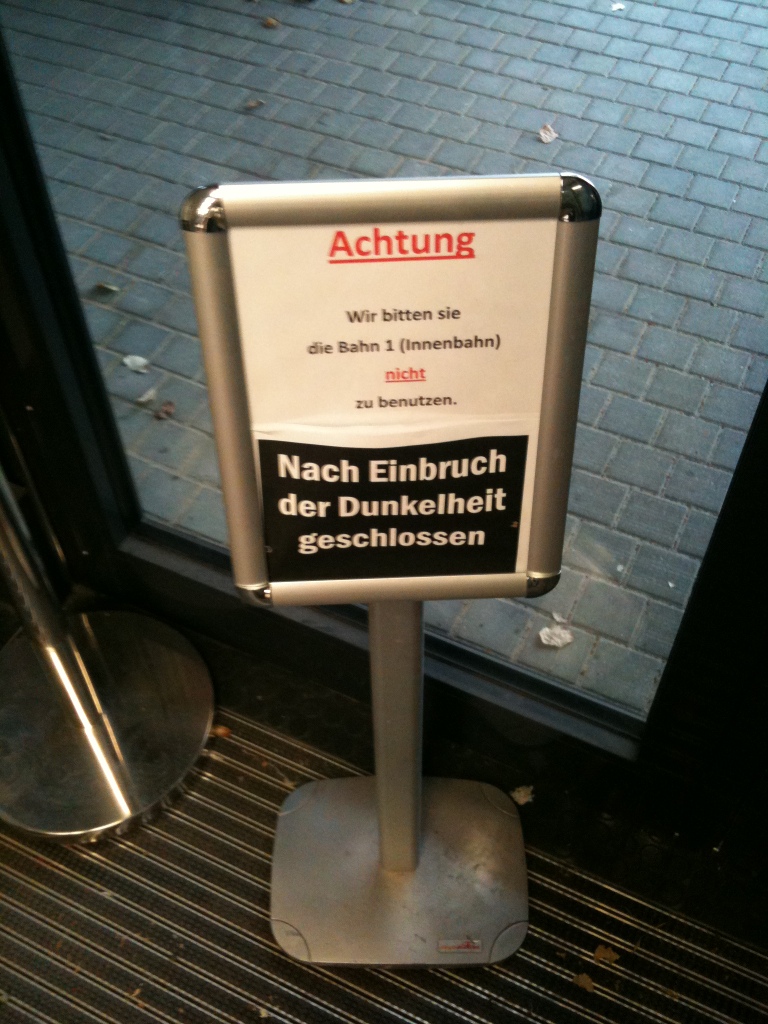 Achtung
Wir bitten sie
die Bahn 1 (Innenbahn)
nicht
zu benutzen.
Nach Einbruch
der Dunkelheit
geschlossen